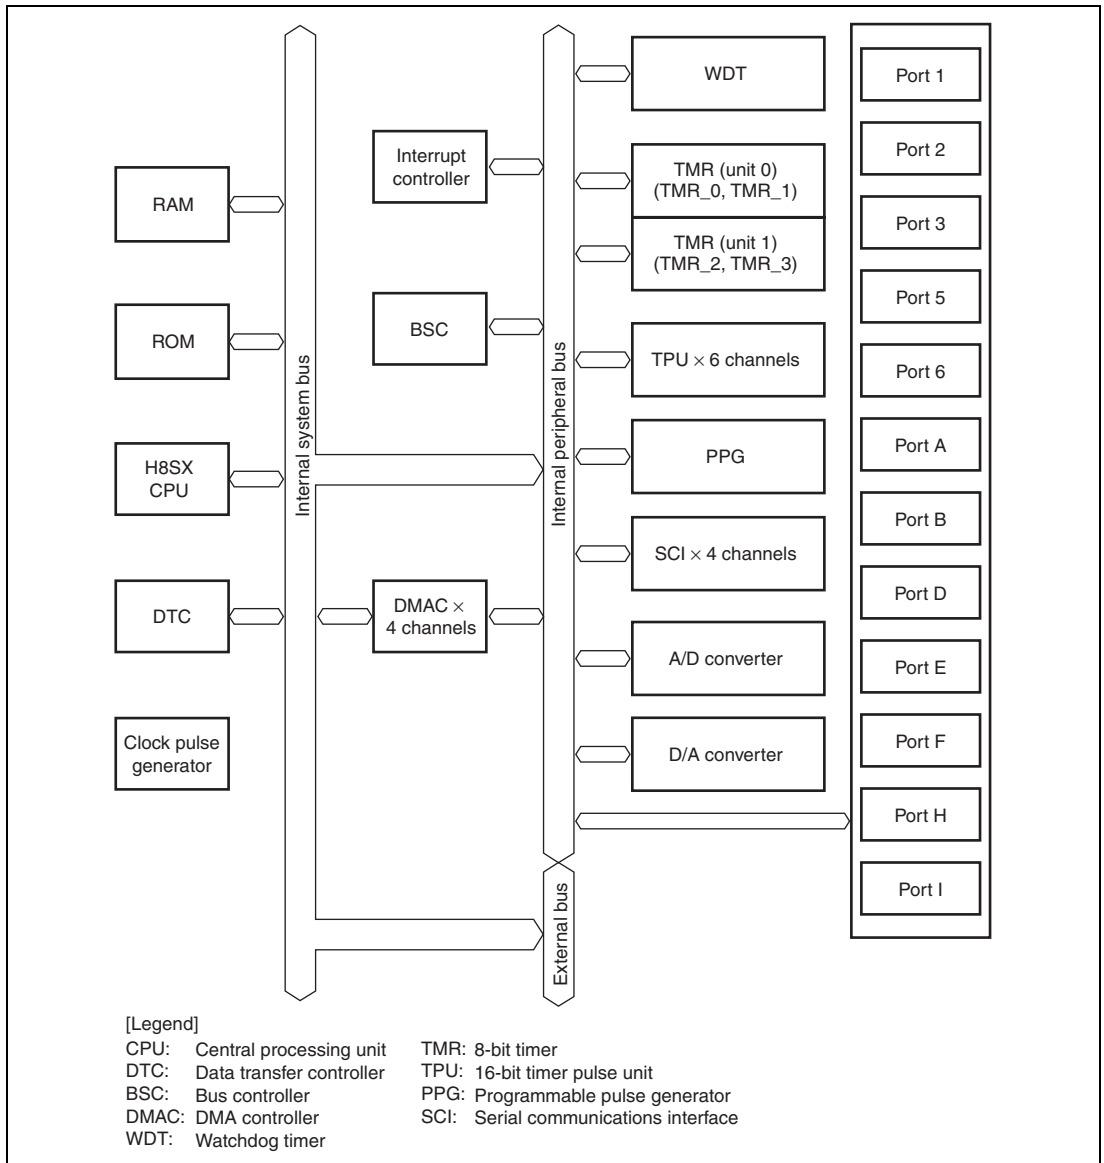 RAM
ROM
H8SX
CPU
DTC
Clock pulse
generator
Internal system bus
Interrupt
controller
BSC
DMAC ×
4 channels
Internal peripheral bus
External bus
WDT
TMR (unit 0)
(TMR_0, TMR_1)
TMR (unit 1)
(TMR_2, TMR_3)
TPU × 6 channels
PPG
SCI × 4 channels
A/D converter
D/A converter
Port 1
Port 2
Port 3
Port 5
Port 6
Port A
Port B
Port D
Port E
Port F
Port H
Port I
[Legend]
CPU: Central processing unit
DTC: Data transfer controller
BSC: Bus controller
DMAC: DMA controller
WDT: Watchdog timer
TMR: 8-bit timer
TPU: 16-bit timer pulse unit
PPG: Programmable pulse generator
SCI: Serial communications interface